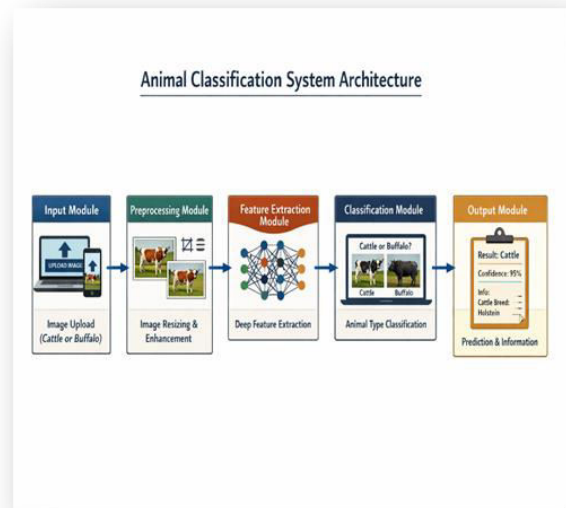 Animal Classification System Architecture
Input Module
UPLOAD IMAGE
Image Upload
(Cattle or Buffalo)
Preprocessing Module
Image Resizing &
Enhancement
Feature Extraction
Module
Deep Feature Extraction
Classification Module
Cattle or Buffalo?
Cattle
Buffalo
Animal Type Classification
Output Module
Result: Cattle
Confidence: 95%
Info:
Cattle Breed:
Holstein
Prediction & Information